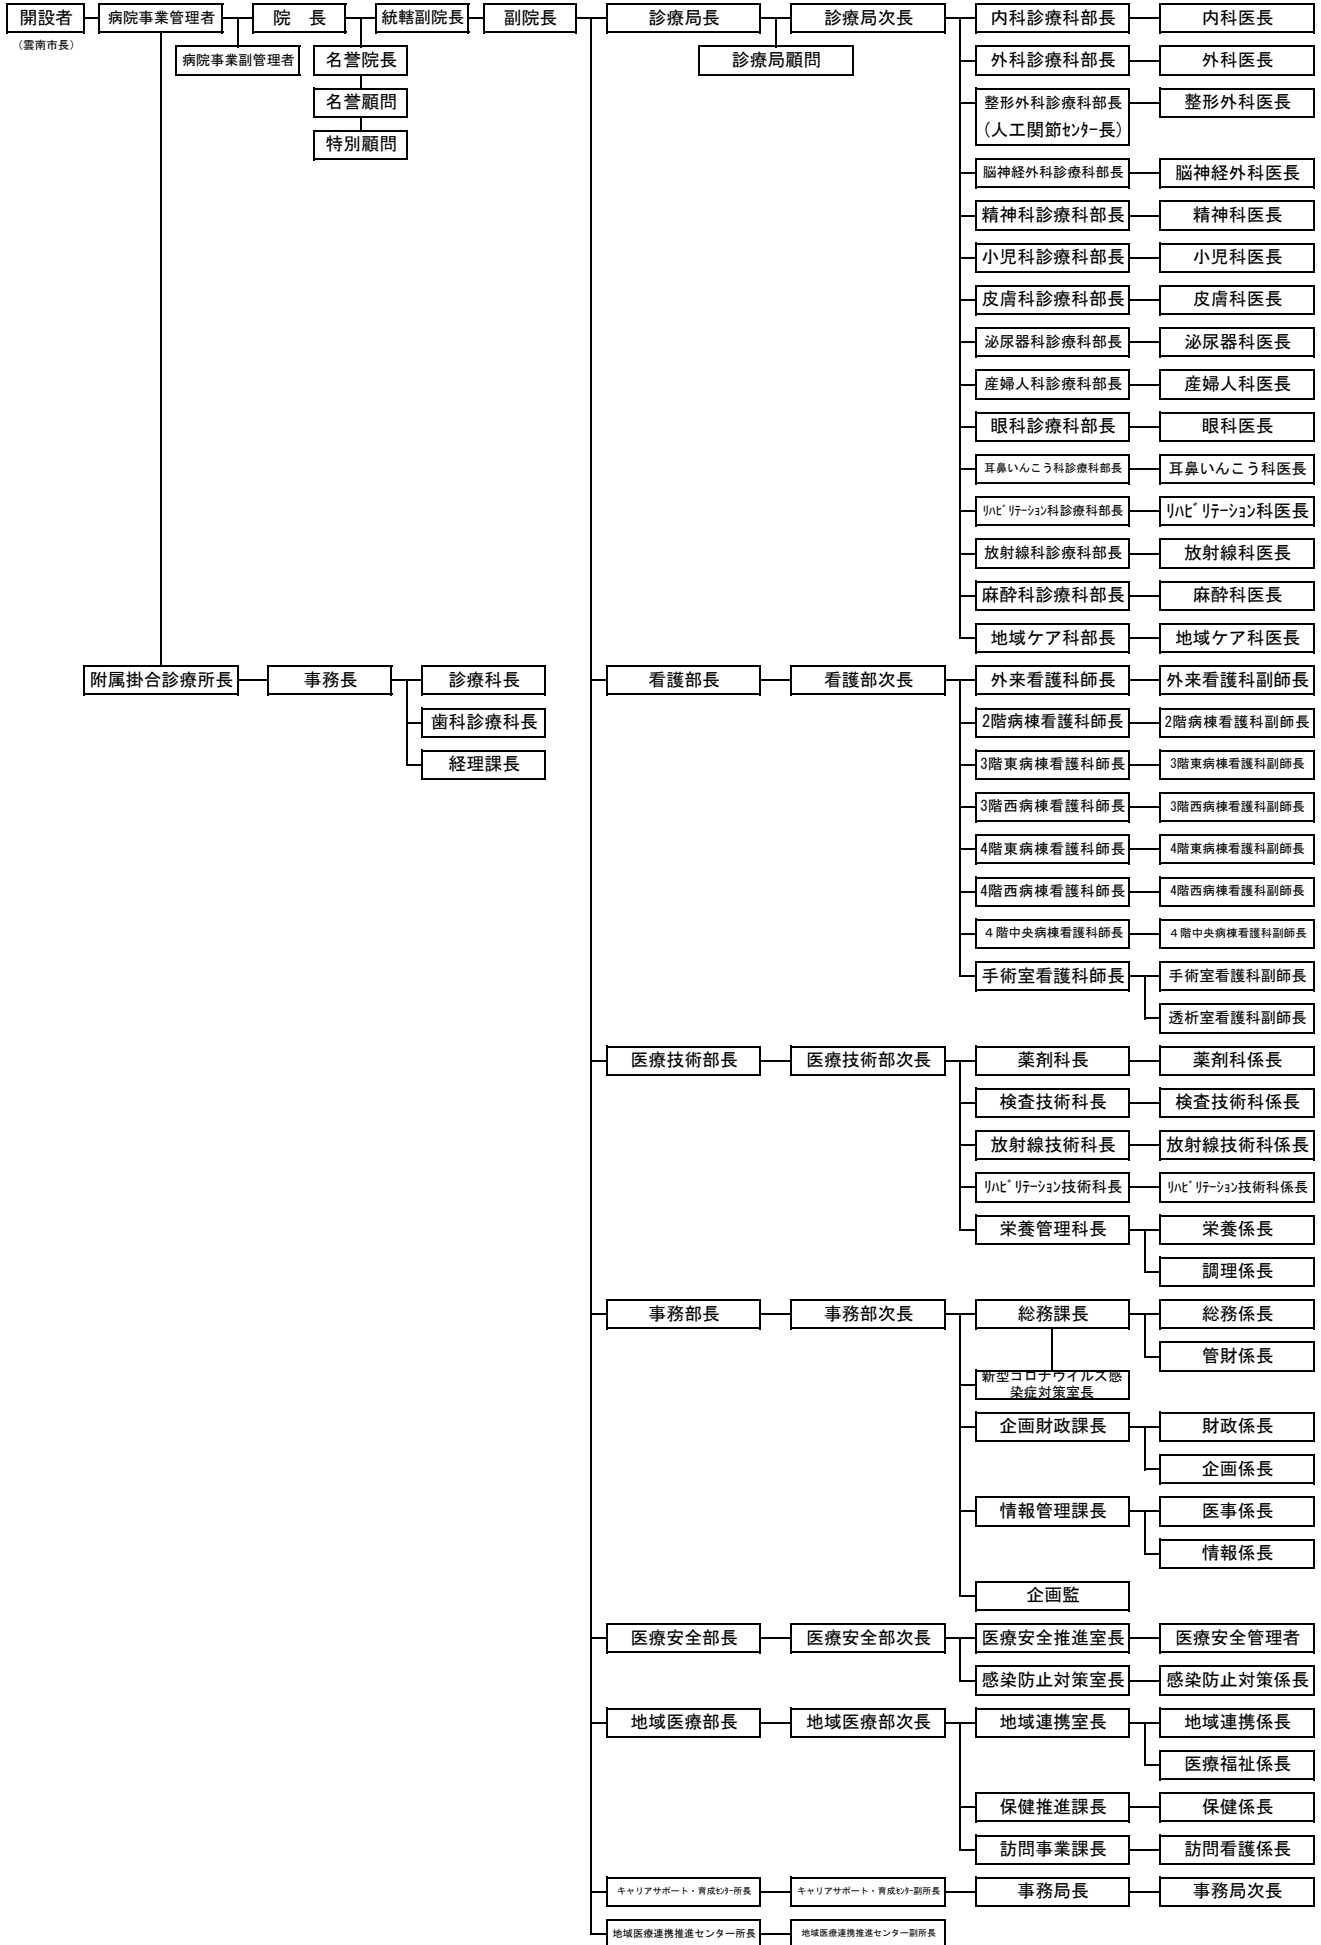 開設者 病院事業管理者 院　長 統轄副院長 副院長 診療局長 診療局次長 内科診療科部長 内科医長
（雲南市長）
病院事業副管理者 名誉院長 診療局顧問 外科診療科部長 外科医長
名誉顧問 整形外科診療科部長 整形外科医長
（人工関節ｾﾝﾀｰ長）
特別顧問
脳神経外科診療科部長 脳神経外科医長
精神科診療科部長 精神科医長
小児科診療科部長 小児科医長
皮膚科診療科部長 皮膚科医長
泌尿器科診療科部長 泌尿器科医長
産婦人科診療科部長 産婦人科医長
眼科診療科部長 眼科医長
耳鼻いんこう科診療科部長 耳鼻いんこう科医長
ﾘﾊﾋﾞﾘﾃｰｼｮﾝ科診療科部長 ﾘﾊﾋﾞﾘﾃｰｼｮﾝ科医長
放射線科診療科部長 放射線科医長
麻酔科診療科部長 麻酔科医長
地域ケア科部長 地域ケア科医長
附属掛合診療所長 事務長 診療科長 看護部長 看護部次長 外来看護科師長 外来看護科副師長
歯科診療科長 2階病棟看護科師長 2階病棟看護科副師長
経理課長 3階東病棟看護科師長 3階東病棟看護科副師長
3階西病棟看護科師長 3階西病棟看護科副師長
4階東病棟看護科師長 4階東病棟看護科副師長
4階西病棟看護科師長 4階西病棟看護科副師長
４階中央病棟看護科師長 ４階中央病棟看護科副師長
手術室看護科師長 手術室看護科副師長
透析室看護科副師長
医療技術部長 医療技術部次長 薬剤科長 薬剤科係長
検査技術科長 検査技術科係長
放射線技術科長 放射線技術科係長
ﾘﾊﾋﾞﾘﾃｰｼｮﾝ技術科長 ﾘﾊﾋﾞﾘﾃｰｼｮﾝ技術科係長
栄養管理科長 栄養係長
調理係長
事務部長 事務部次長 総務課長 総務係長
管財係長
新型コロナウイルス感
染症対策室長
企画財政課長 財政係長
企画係長
情報管理課長 医事係長
情報係長
企画監
医療安全部長 医療安全部次長 医療安全推進室長 医療安全管理者
感染防止対策室長 感染防止対策係長
地域医療部長 地域医療部次長 地域連携室長 地域連携係長
医療福祉係長
保健推進課長 保健係長
訪問事業課長 訪問看護係長
キャリアサポート・育成ｾﾝﾀｰ所長 キャリアサポート・育成ｾﾝﾀｰ副所長 事務局長 事務局次長
地域医療連携推進センター所長 地域医療連携推進センター副所長